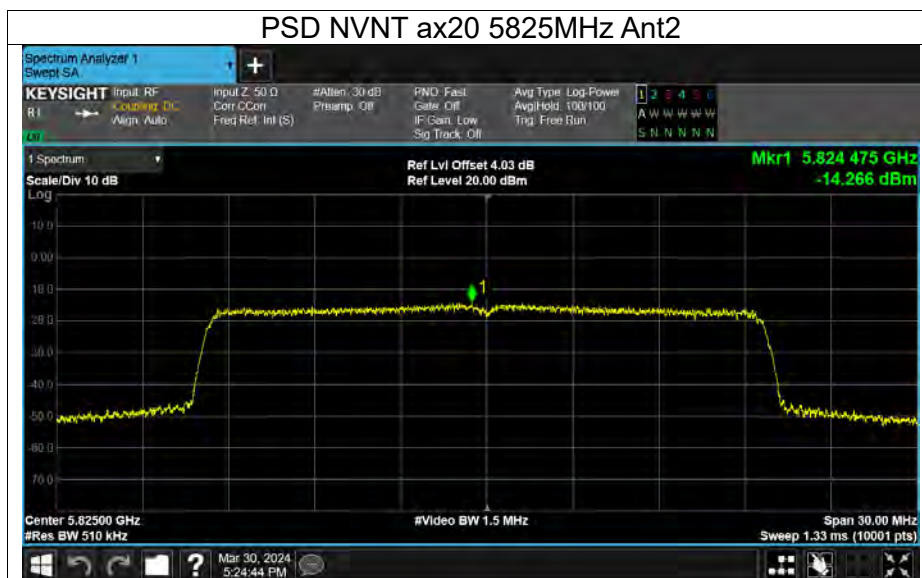 PSD NVNT ax20 5825MHz Ant2
Spectrum Analyzer 1
Swept SA
+
KEYSIGHT Input: RF Input Z: 50 Ω #Atten: 30 dB PNO: Fast Avg Type: Log-Power 1 2 3 4 5 6
Coupling: DC Corr CCorr Preamp: Off Gate: Off Avg|Hold: 100/100 A W W W W W
Align: Auto Freq Ref: Int (S) IF Gain: Low Trig: Free Run
Sig Track: Off S N N N N N
1 Spectrum Ref Lvl Offset 4.03 dB Mkr1 5.824 475 GHz
Scale/Div 10 dB Ref Level 20.00 dBm -14.266 dBm
Log
10.0
0.00
-10.0
-20.0
-30.0
-40.0
-50.0
-60.0
-70.0
1
Center 5.82500 GHz #Video BW 1.5 MHz Span 30.00 MHz
#Res BW 510 kHz Sweep 1.33 ms (10001 pts)
? Mar 30, 2024
5:24:44 PM